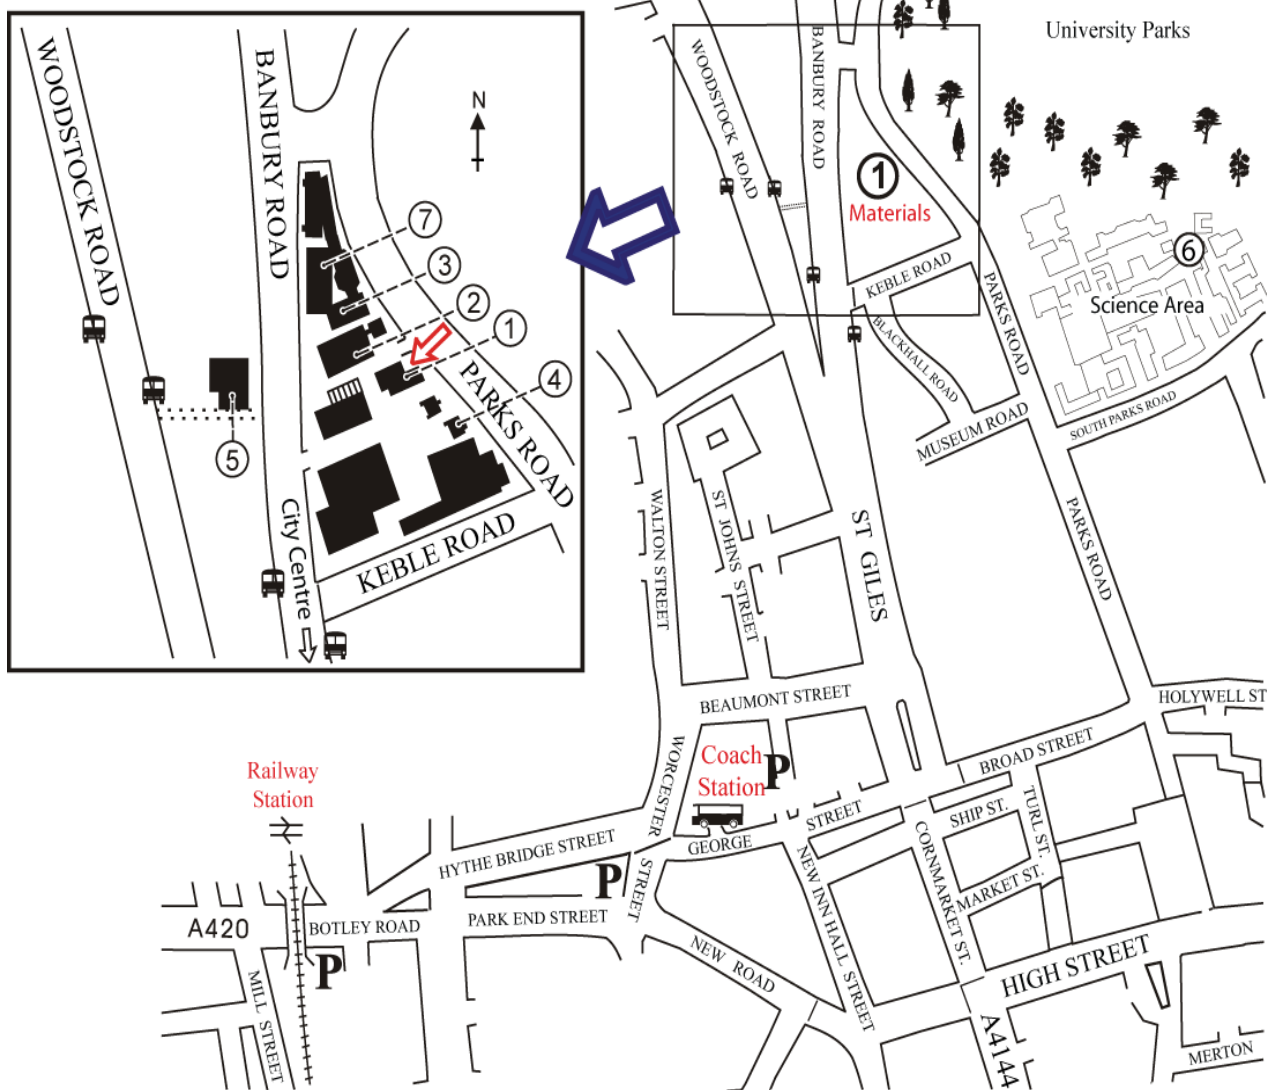 WOODSTOCK ROAD
BANBURY ROAD
N
7
3
2
1
4
5
PARKS ROAD
KEBLE ROAD
City Centre
WOODSTOCK ROAD
BANBURY ROAD
University Parks
1
Materials
6
Science Area
KEBLE ROAD
PARKS ROAD
BLACKHALL ROAD
MUSEUM ROAD
SOUTH PARKS ROAD
WALTON STREET
ST JOHNS STREET
ST GILES
PARKS ROAD
BEAUMONT STREET
HOLYWELL ST
Railway
Station
Coach
Station
P
WORCESTER
STREET
BROAD STREET
SHIP ST.
TURL ST.
GEORGE
STREET
HYTHE BRIDGE STREET
P
CORNMARKET ST.
MARKET ST.
NEW INN HALL STREET
A420
BOTLEY ROAD
PARK END STREET
P
NEW ROAD
HIGH STREET
MILL STREET
A4144
MERTON